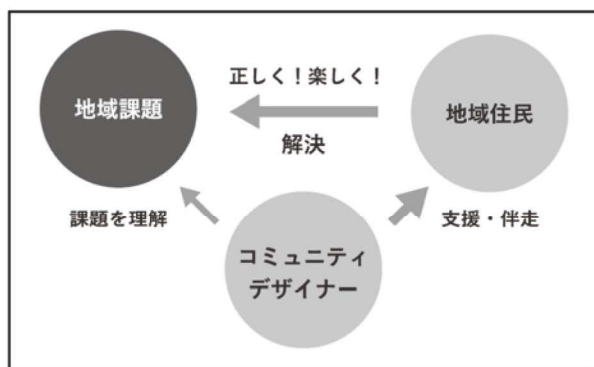 正しく！楽しく！
地域課題
地域住民
解決
課題を理解
支援・伴走
コミュニティ
デザイナー